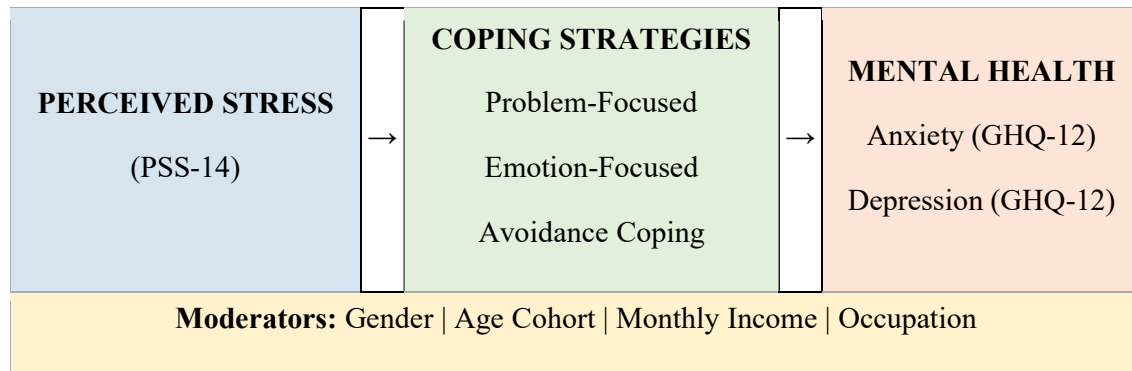 PERCEIVED STRESS
(PSS-14)
→
COPING STRATEGIES
Problem-Focused
Emotion-Focused
Avoidance Coping
→
MENTAL HEALTH
Anxiety (GHQ-12)
Depression (GHQ-12)
Moderators: Gender | Age Cohort | Monthly Income | Occupation